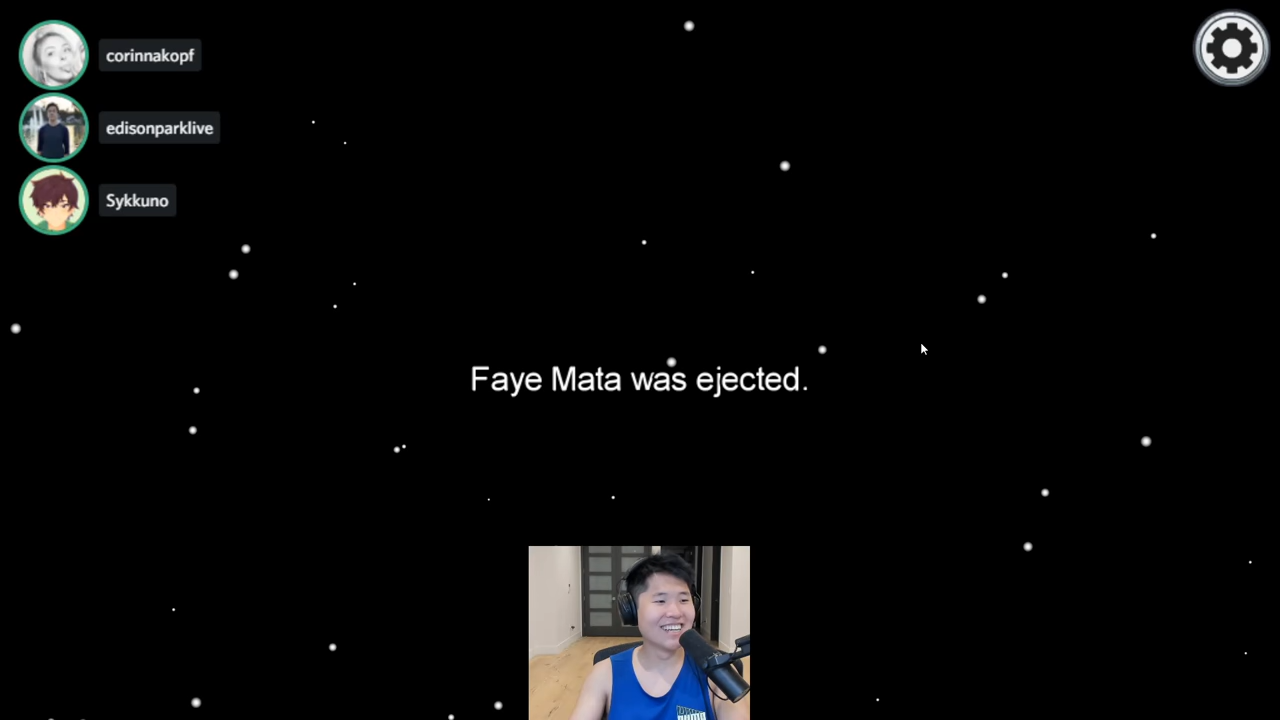 corinnakopf
edisonparklive
Sykkuno
Faye Mata was ejected.